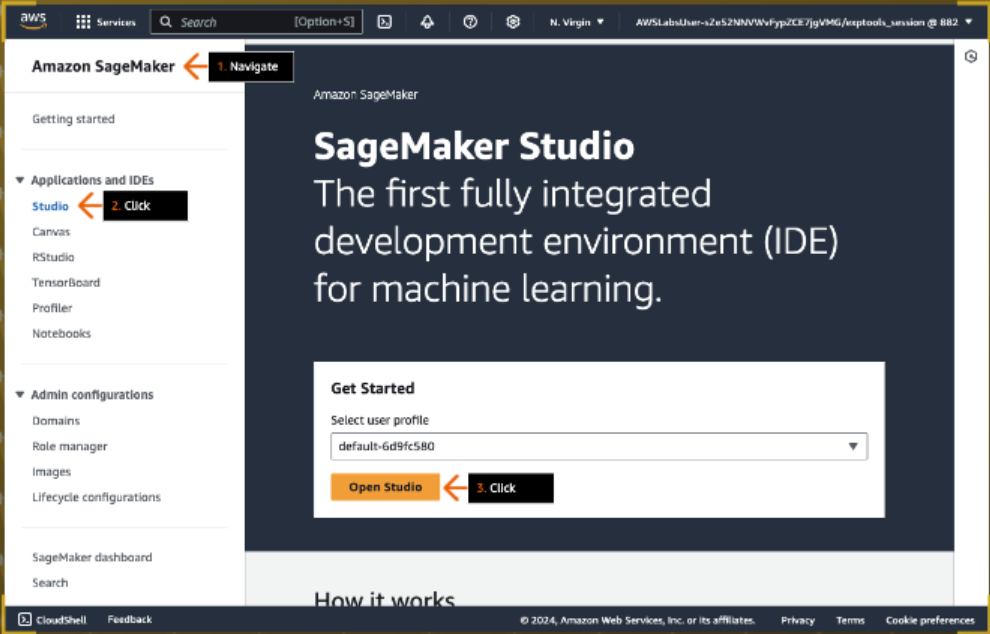 aws Services Search [Option+S] N. Virgin AWSLabsUser-sZe52NNVWvFypZCE7jgVMG/exptools_session @ 882
Amazon SageMaker
1. Navigate
Getting started
Applications and IDEs
Studio
2. Click
Canvas
RStudio
TensorBoard
Profiler
Notebooks
Admin configurations
Domains
Role manager
Images
Lifecycle configurations
SageMaker dashboard
Search
Amazon SageMaker
SageMaker Studio
The first fully integrated
development environment (IDE)
for machine learning.
Get Started
Select user profile
default-6d9fc580
Open Studio
3. Click
How it works
CloudShell Feedback © 2024, Amazon Web Services, Inc. or its affiliates. Privacy Terms Cookie preferences